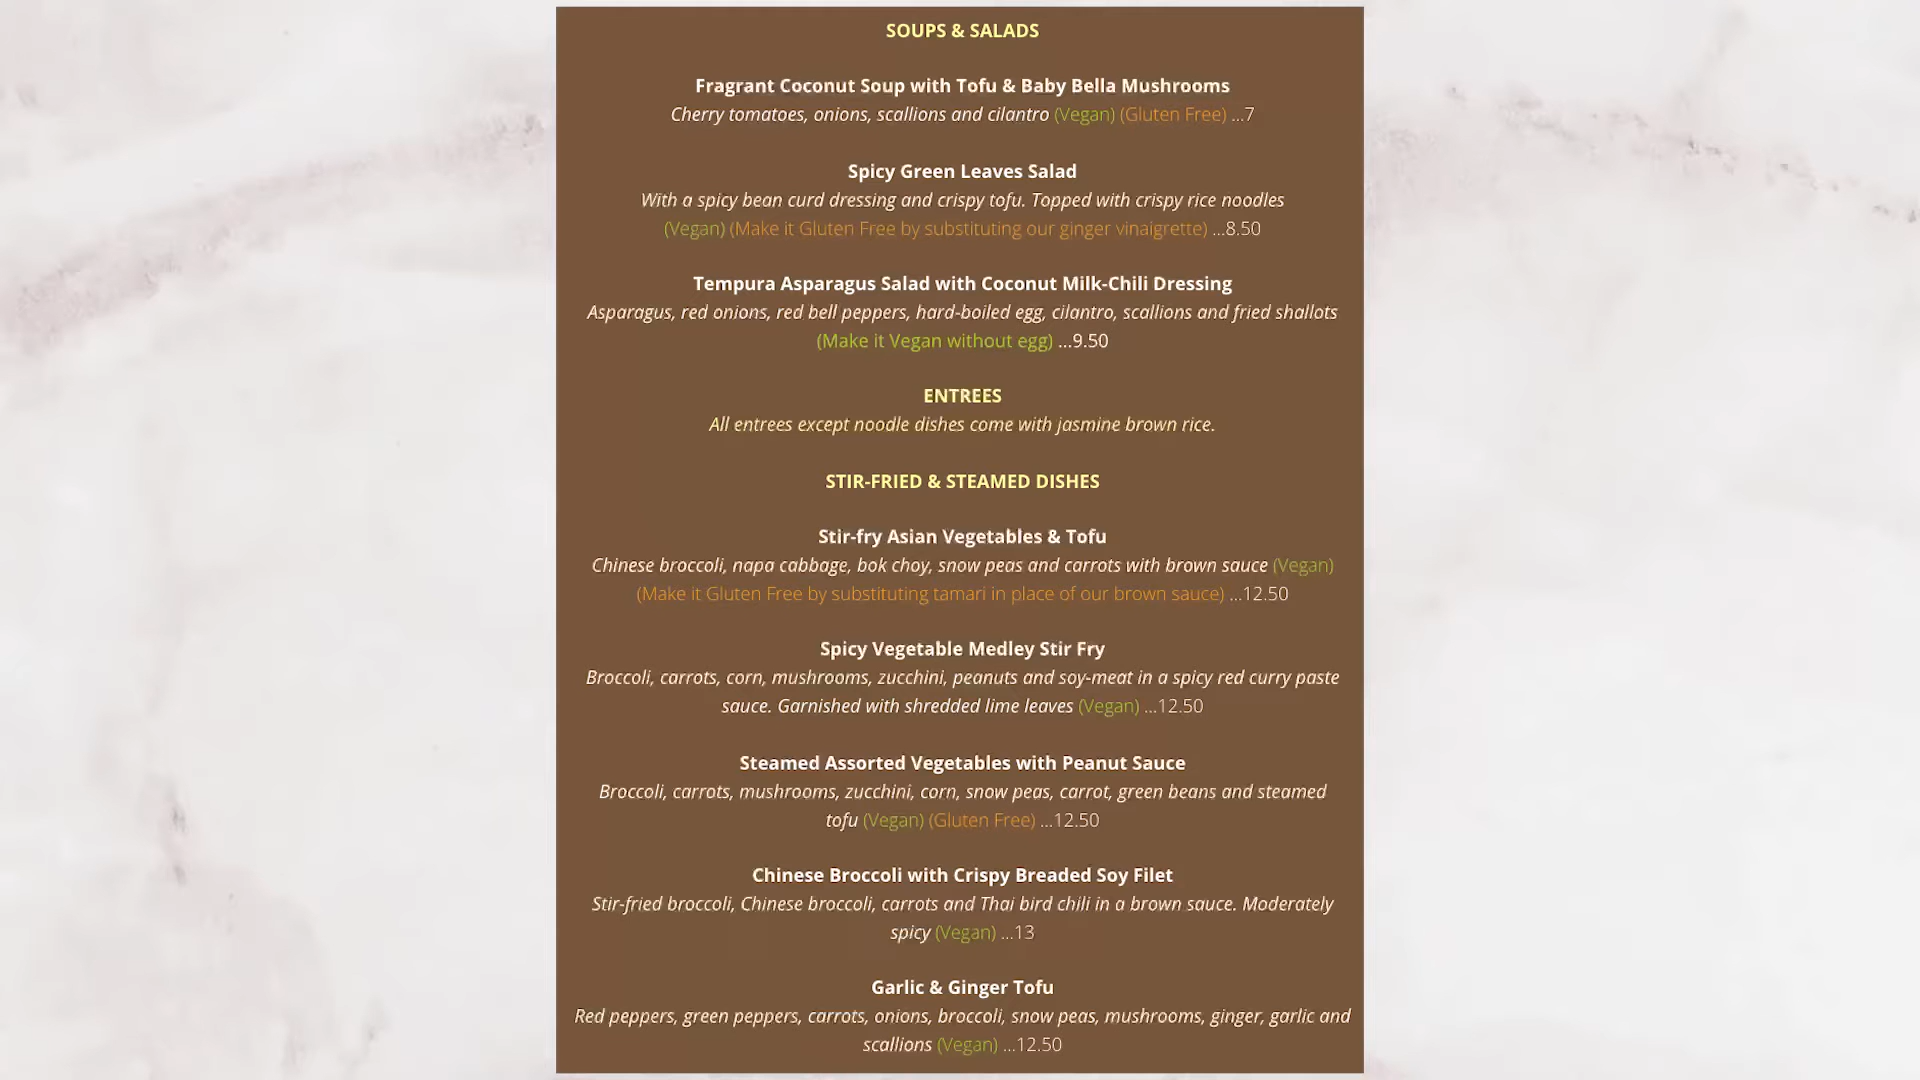 SOUPS & SALADS
Fragrant Coconut Soup with Tofu & Baby Bella Mushrooms
Cherry tomatoes, onions, scallions and cilantro (Vegan) (Gluten Free) ...7
Spicy Green Leaves Salad
With a spicy bean curd dressing and crispy tofu. Topped with crispy rice noodles
(Vegan) (Make it Gluten Free by substituting our ginger vinaigrette) ...8.50
Tempura Asparagus Salad with Coconut Milk-Chili Dressing
Asparagus, red onions, red bell peppers, hard-boiled egg, cilantro, scallions and fried shallots
(Make it Vegan without egg) ...9.50
ENTREES
All entrees except noodle dishes come with jasmine brown rice.
STIR-FRIED & STEAMED DISHES
Stir-fry Asian Vegetables & Tofu
Chinese broccoli, napa cabbage, bok choy, snow peas and carrots with brown sauce (Vegan)
(Make it Gluten Free by substituting tamari in place of our brown sauce) ...12.50
Spicy Vegetable Medley Stir Fry
Broccoli, carrots, corn, mushrooms, zucchini, peanuts and soy-meat in a spicy red curry paste
sauce. Garnished with shredded lime leaves (Vegan) ...12.50
Steamed Assorted Vegetables with Peanut Sauce
Broccoli, carrots, mushrooms, zucchini, corn, snow peas, carrot, green beans and steamed
tofu (Vegan) (Gluten Free) ...12.50
Chinese Broccoli with Crispy Breaded Soy Filet
Stir-fried broccoli, Chinese broccoli, carrots and Thai bird chili in a brown sauce. Moderately
spicy (Vegan) ...13
Garlic & Ginger Tofu
Red peppers, green peppers, carrots, onions, broccoli, snow peas, mushrooms, ginger, garlic and
scallions (Vegan) ...12.50